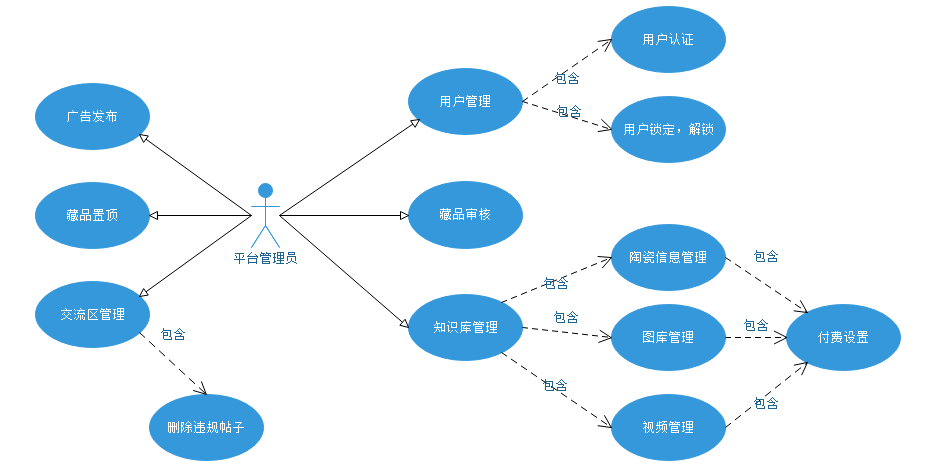 用户认证
包含
用户管理
广告发布
包含
用户锁定，解锁
藏品置顶
平台管理员
藏品审核
陶瓷信息管理
包含
包含
交流区管理
包含
知识库管理
包含
图库管理
包含
付费设置
包含
包含
删除违规帖子
视频管理